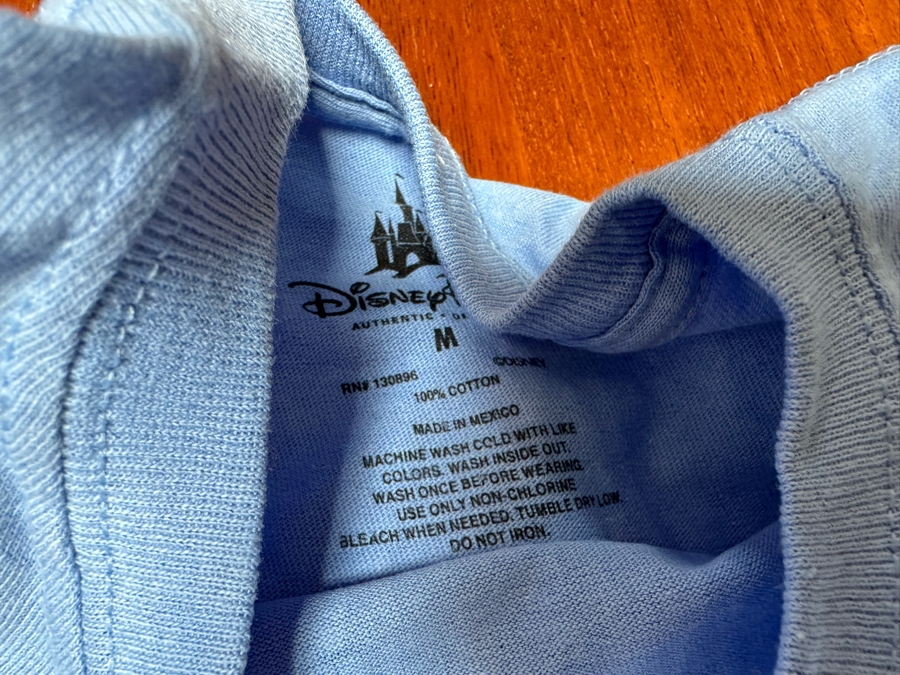 Disney
AUTHENTIC
M
©DISNEY
RN# 130896
100% COTTON
MADE IN MEXICO
MACHINE WASH COLD WITH LIKE
COLORS. WASH INSIDE OUT.
WASH ONCE BEFORE WEARING.
USE ONLY NON-CHLORINE
BLEACH WHEN NEEDED. TUMBLE DRY LOW.
DO NOT IRON.